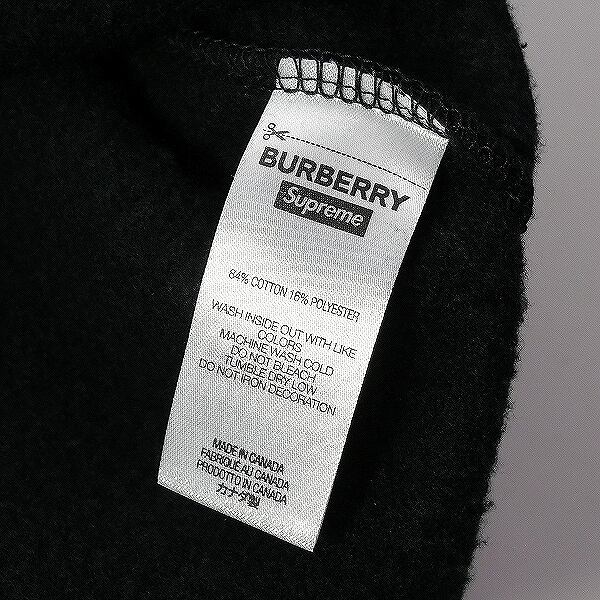 BURBERRY
Supreme
84% COTTON 16% POLYESTER
WASH INSIDE OUT WITH LIKE
COLORS
MACHINE WASH COLD
DO NOT BLEACH
TUMBLE DRY LOW
DO NOT IRON DECORATION
MADE IN CANADA
FABRIQUÉ AU CANADA
PRODOTTO IN CANADA
カナダ製